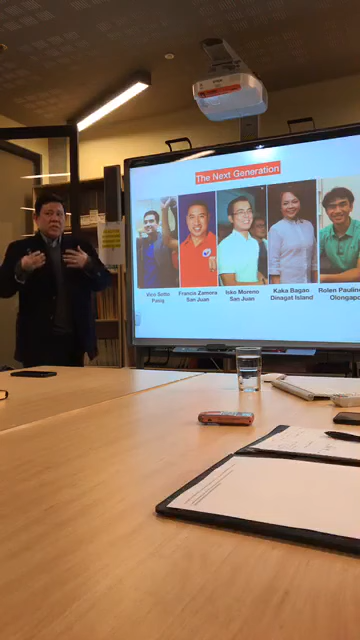 The Next Generation
Vico Sotto
Pasig
Francis Zamora
San Juan
Isko Moreno
San Juan
Kaka Bagao
Dinagat Island
Rolen Paulino
Olongapo